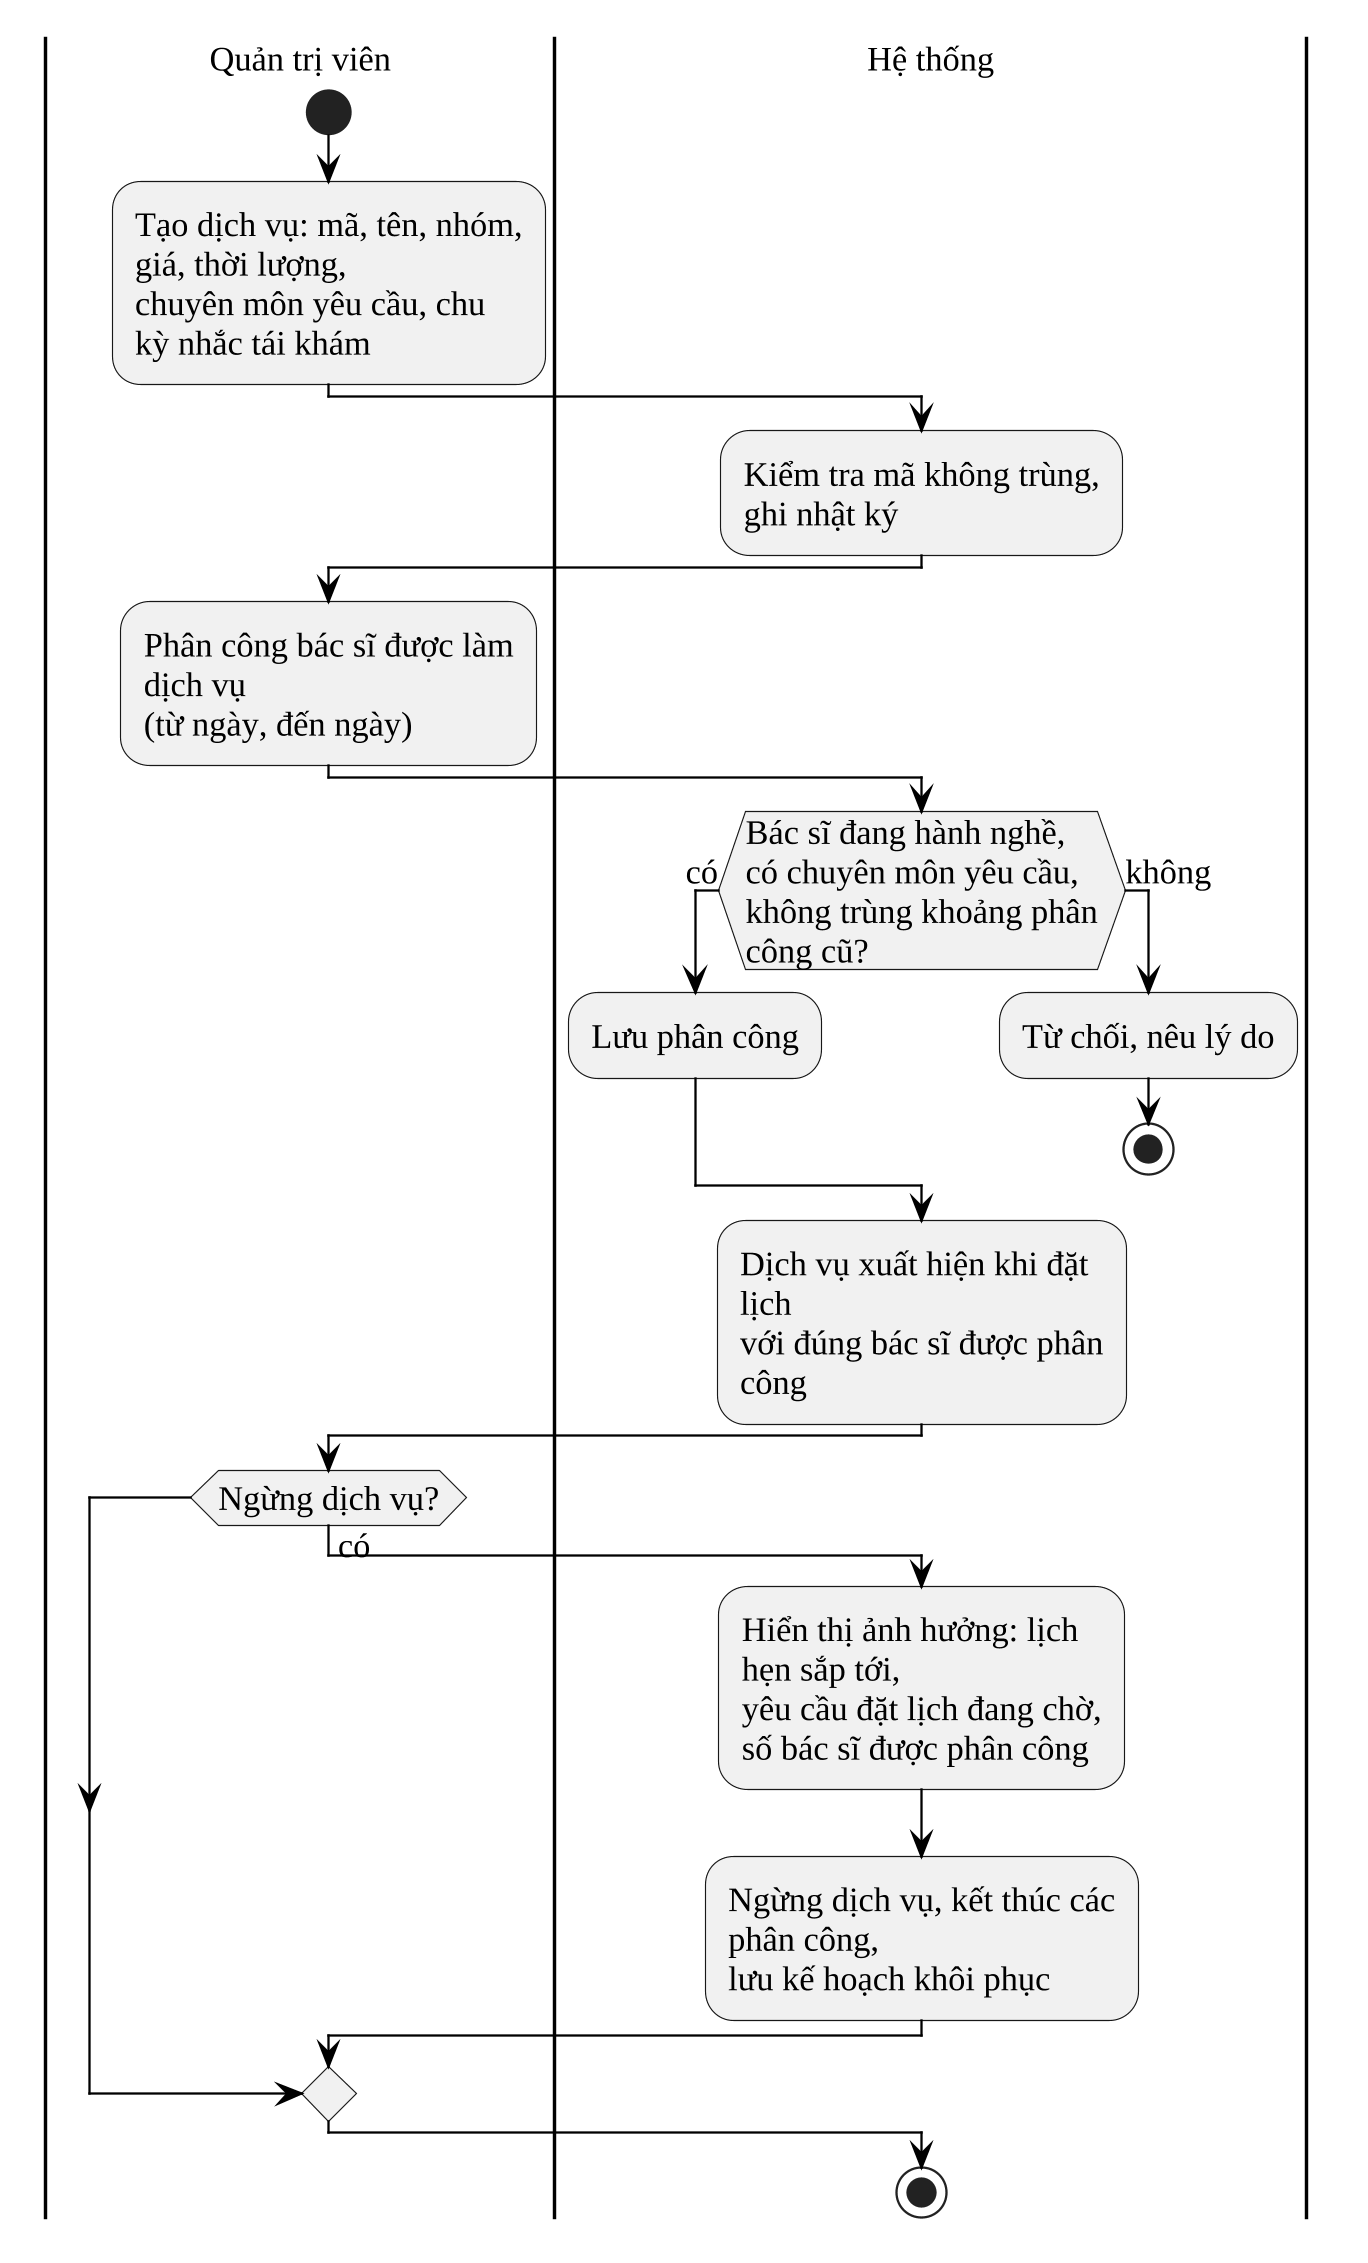 Quản trị viên
Hệ thống
Tạo dịch vụ: mã, tên, nhóm,
giá, thời lượng,
chuyên môn yêu cầu, chu
kỳ nhắc tái khám
Kiểm tra mã không trùng,
ghi nhật ký
Phân công bác sĩ được làm
dịch vụ
(từ ngày, đến ngày)
Bác sĩ đang hành nghề,
có chuyên môn yêu cầu,
không trùng khoảng phân
công cũ?
có
không
Lưu phân công
Từ chối, nêu lý do
Dịch vụ xuất hiện khi đặt
lịch
với đúng bác sĩ được phân
công
Ngừng dịch vụ?
có
Hiển thị ảnh hưởng: lịch
hẹn sắp tới,
yêu cầu đặt lịch đang chờ,
số bác sĩ được phân công
Ngừng dịch vụ, kết thúc các
phân công,
lưu kế hoạch khôi phục